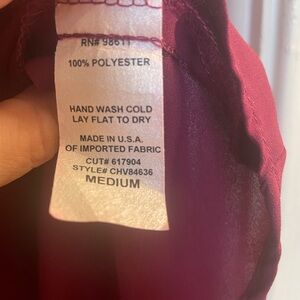 RN# 98611
100% POLYESTER
HAND WASH COLD
LAY FLAT TO DRY
MADE IN U.S.A.
OF IMPORTED FABRIC
CUT# 617904
STYLE# CHV84636
MEDIUM